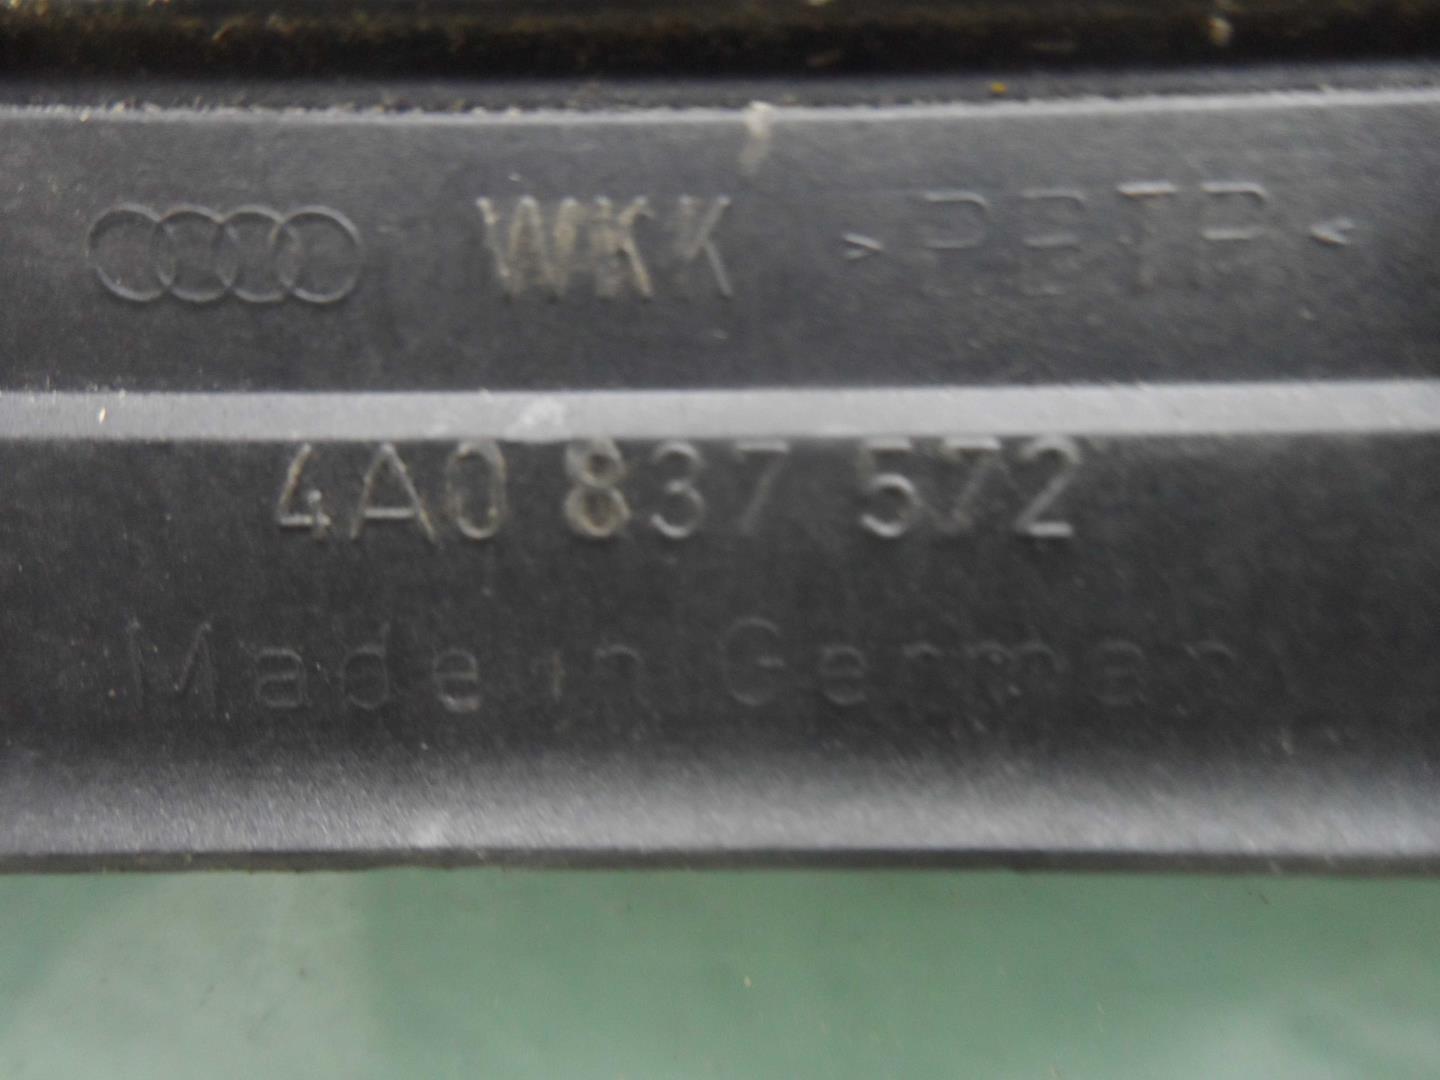 WKK >PBTP<
4A0 837 572
Made in Germany